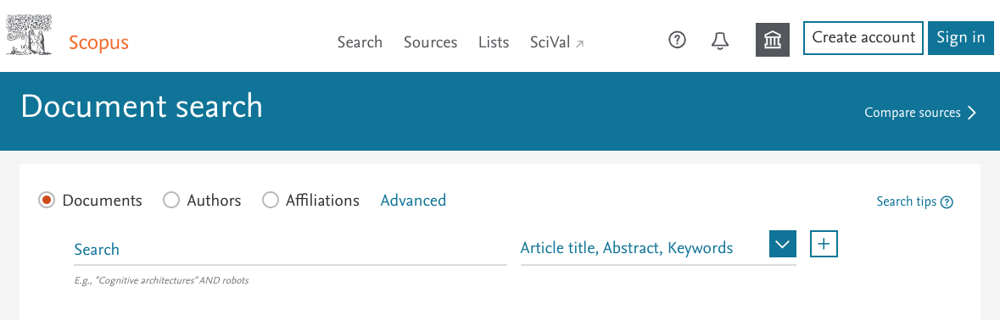 Scopus
Search Sources Lists SciVal ↗ Create account Sign in
Document search
Compare sources
Documents Authors Affiliations Advanced Search tips
Search Article title, Abstract, Keywords
E.g., "Cognitive architectures" AND robots